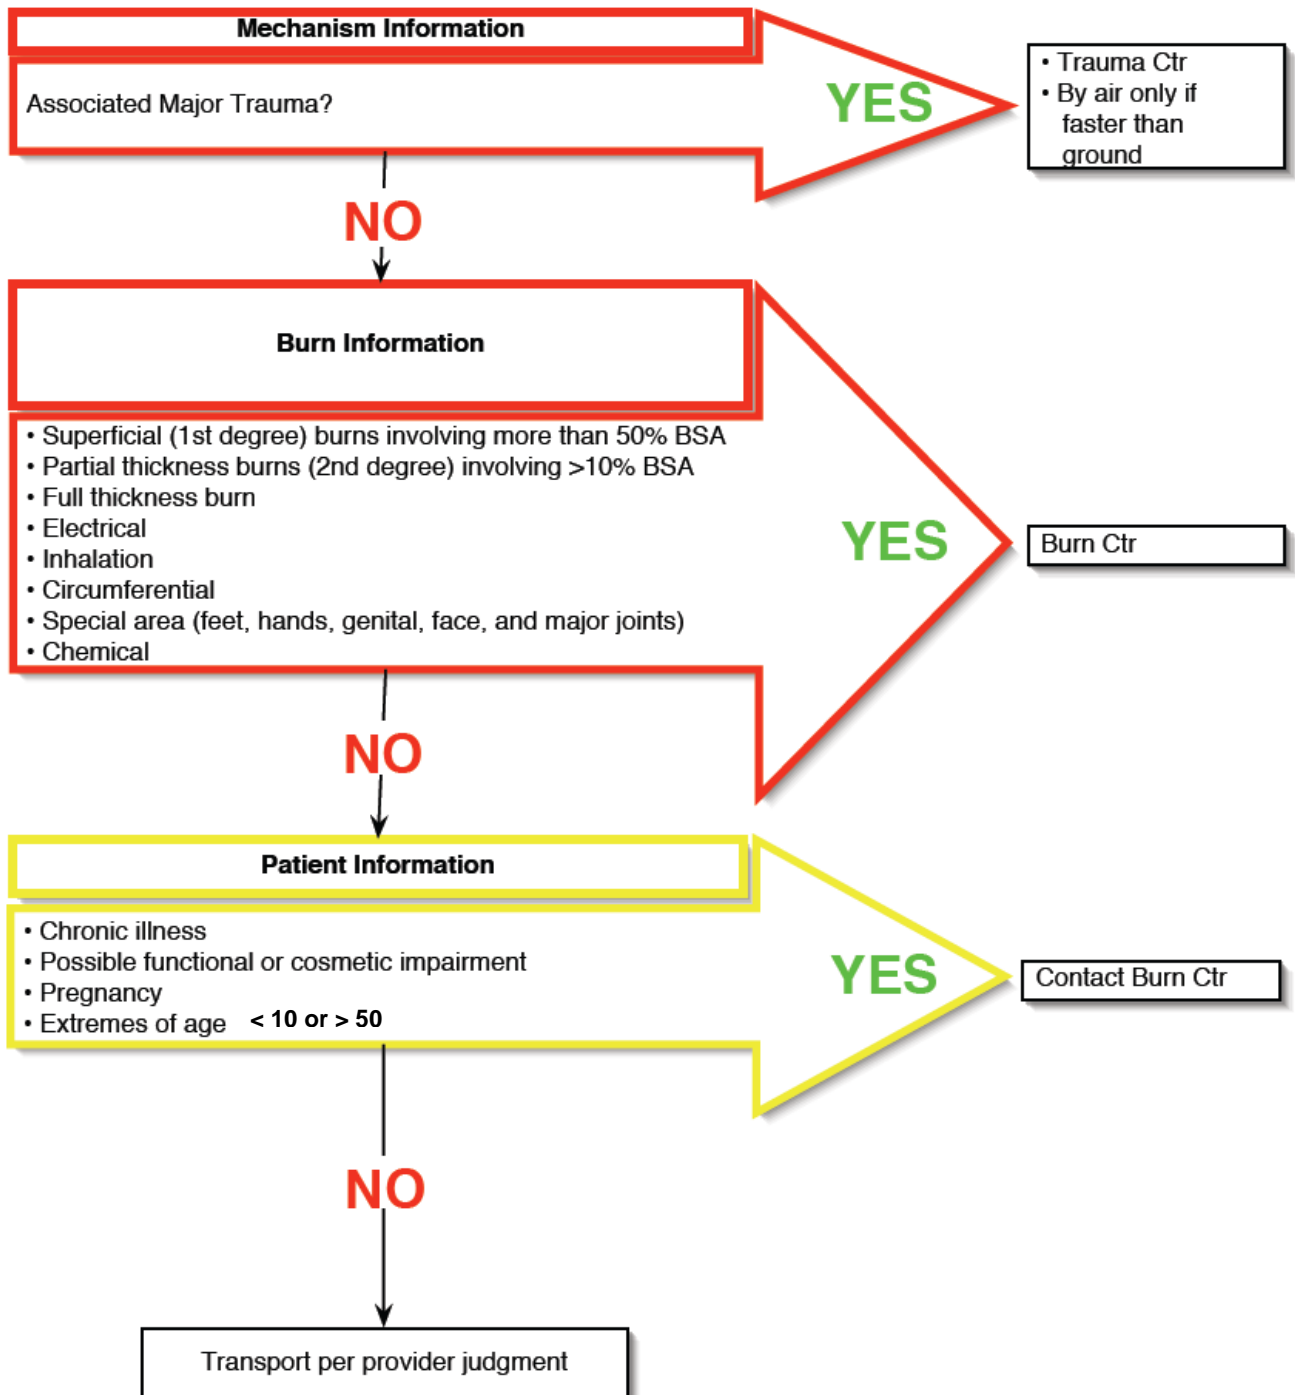 Mechanism Information
Associated Major Trauma?
YES
• Trauma Ctr
• By air only if
faster than
ground
NO
Burn Information
• Superficial (1st degree) burns involving more than 50% BSA
• Partial thickness burns (2nd degree) involving >10% BSA
• Full thickness burn
• Electrical
• Inhalation
• Circumferential
• Special area (feet, hands, genital, face, and major joints)
• Chemical
YES
Burn Ctr
NO
Patient Information
• Chronic illness
• Possible functional or cosmetic impairment
• Pregnancy
• Extremes of age < 10 or > 50
YES
Contact Burn Ctr
NO
Transport per provider judgment